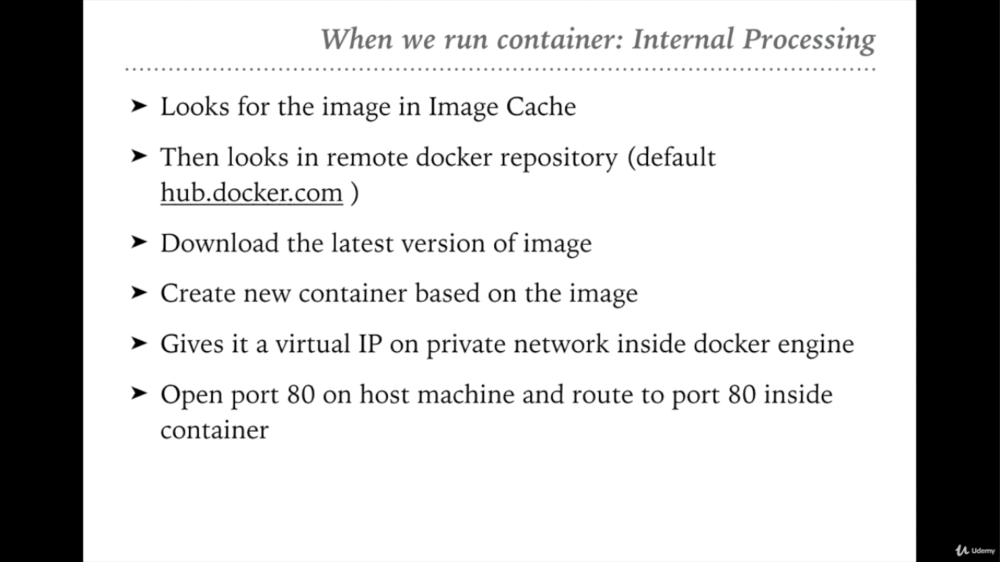 When we run container: Internal Processing
➤ Looks for the image in Image Cache
➤ Then looks in remote docker repository (default
hub.docker.com )
➤ Download the latest version of image
➤ Create new container based on the image
➤ Gives it a virtual IP on private network inside docker engine
➤ Open port 80 on host machine and route to port 80 inside
container
Udemy